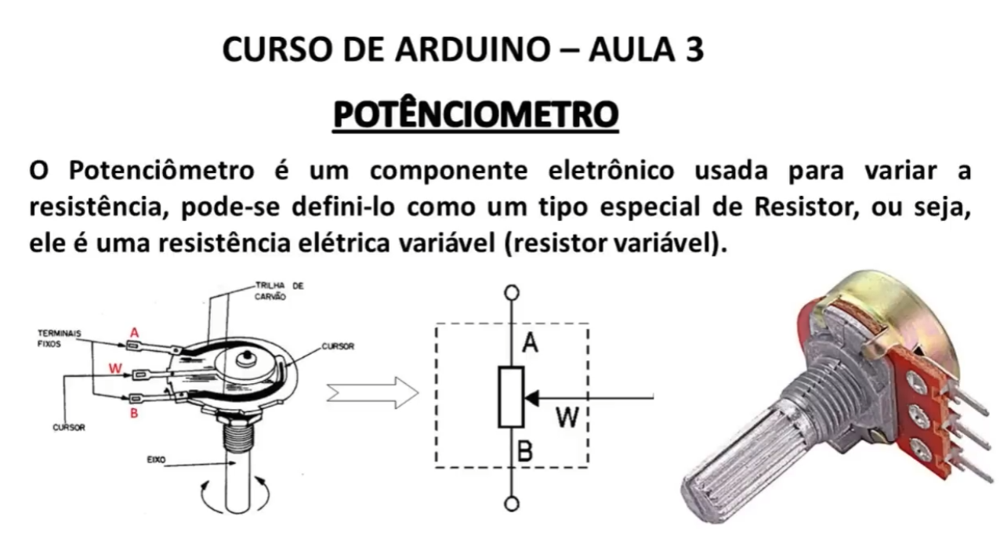 CURSO DE ARDUINO – AULA 3
POTÊNCIOMETRO
O Potenciômetro é um componente eletrônico usada para variar a
resistência, pode-se defini-lo como um tipo especial de Resistor, ou seja,
ele é uma resistência elétrica variável (resistor variável).
TRILHA DE
CARVÃO
TERMINAIS
FIXOS
A
CURSOR
W
B
CURSOR
EIXO
A
W
B